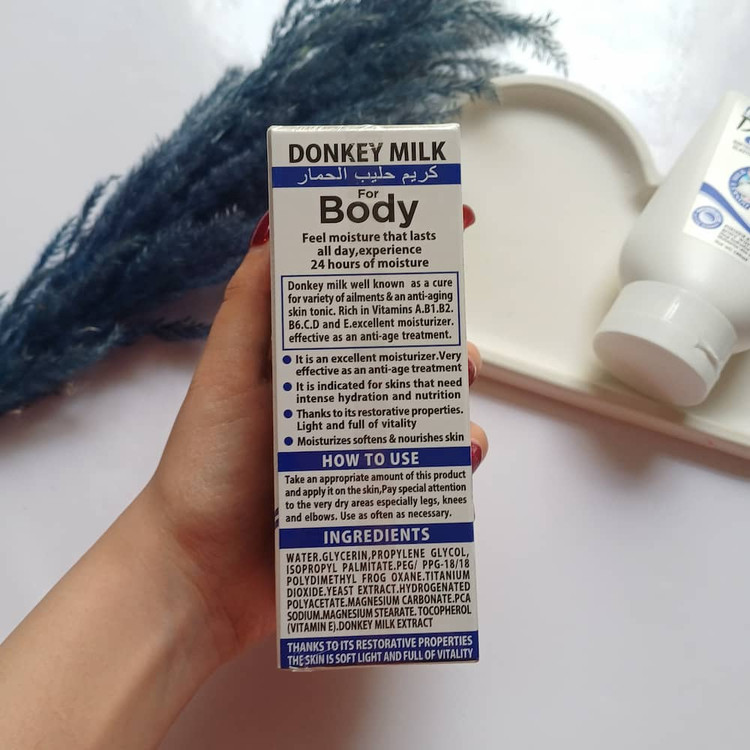 DONKEY MILK
كريم حليب الحمار
For
Body
Feel moisture that lasts
all day,experience
24 hours of moisture
Donkey milk well known as a cure
for variety of ailments & an anti-aging
skin tonic. Rich in Vitamins A.B1.B2.
B6.C.D and E.excellent moisturizer.
effective as an anti-age treatment.
It is an excellent moisturizer.Very
effective as an anti-age treatment
It is indicated for skins that need
intense hydration and nutrition
Thanks to its restorative properties.
Light and full of vitality
Moisturizes softens & nourishes skin
HOW TO USE
Take an appropriate amount of this product
and apply it on the skin,Pay special attention
to the very dry areas especially legs, knees
and elbows. Use as often as necessary.
INGREDIENTS
WATER.GLYCERIN,PROPYLENE GLYCOL,
ISOPROPYL PALMITATE.PEG/ PPG-18/18
POLYDIMETHYL FROG OXANE.TITANIUM
DIOXIDE.YEAST EXTRACT.HYDROGENATED
POLYACETATE.MAGNESIUM CARBONATE.PCA
SODIUM.MAGNESIUM STEARATE. TOCOPHEROL
(VITAMIN E).DONKEY MILK EXTRACT
THANKS TO ITS RESTORATIVE PROPERTIES
THE SKIN IS SOFT LIGHT AND FULL OF VITALITY